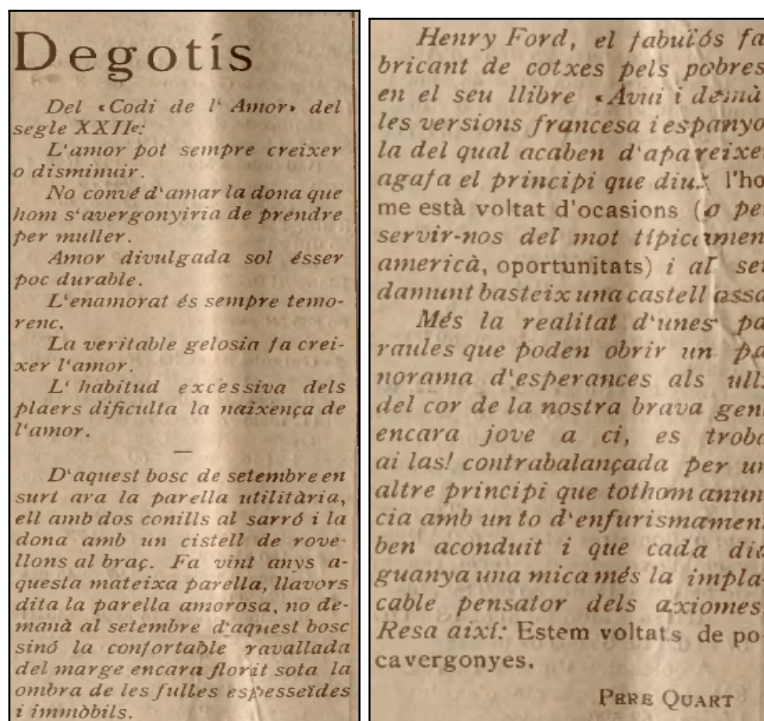 Degotís
Del «Codi de l'Amor» del
segle XXIIè:
L'amor pot sempre creixer
o disminuir.
No convé d'amar la dona que
hom s'avergonyiria de prendre
per muller.
Amor divulgada sol ésser
poc durable.
L'enamorat és sempre temo-
renc.
La veritable gelosia fa crei-
xer l'amor.
L' habitud excessiva dels
plaers dificulta la naixença de
l'amor.
—
D'aquest bosc de setembre en
surt ara la parella utilitària,
ell amb dos conills al sarró i la
dona amb un cistell de rove-
llons al braç. Fa vint anys a-
questa mateixa parella, llavors
dita la parella amorosa, no de-
manà al setembre d'aquest bosc
sinó la confortable ravallada
del marge encara florit sota la
ombra de les fulles espesseïdes
i immòbils.
Henry Ford, el fabulós fa
bricant de cotxes pels pobres
en el seu llibre «Avui i demà
les versions francesa i espanyo
la del qual acaben d'apareixe
agafa el principi que diu: l'ho
me està voltat d'ocasions (o pe
servir-nos del mot típicamen
americà, oportunitats) i al se
damunt basteix una castell assa
Més la realitat d'unes pa
raules que poden obrir un pa
norama d'esperances als ull
del cor de la nostra brava gen
encara jove a ci, es troba
ai las! contrabalançada per un
altre principi que tothom anun
cia amb un to d'enfurismamen
ben aconduit i que cada dia
guanya una mica més la impla
cable pensator dels axiomes.
Resa així: Estem voltats de po
cavergonyes.
PERE QUART